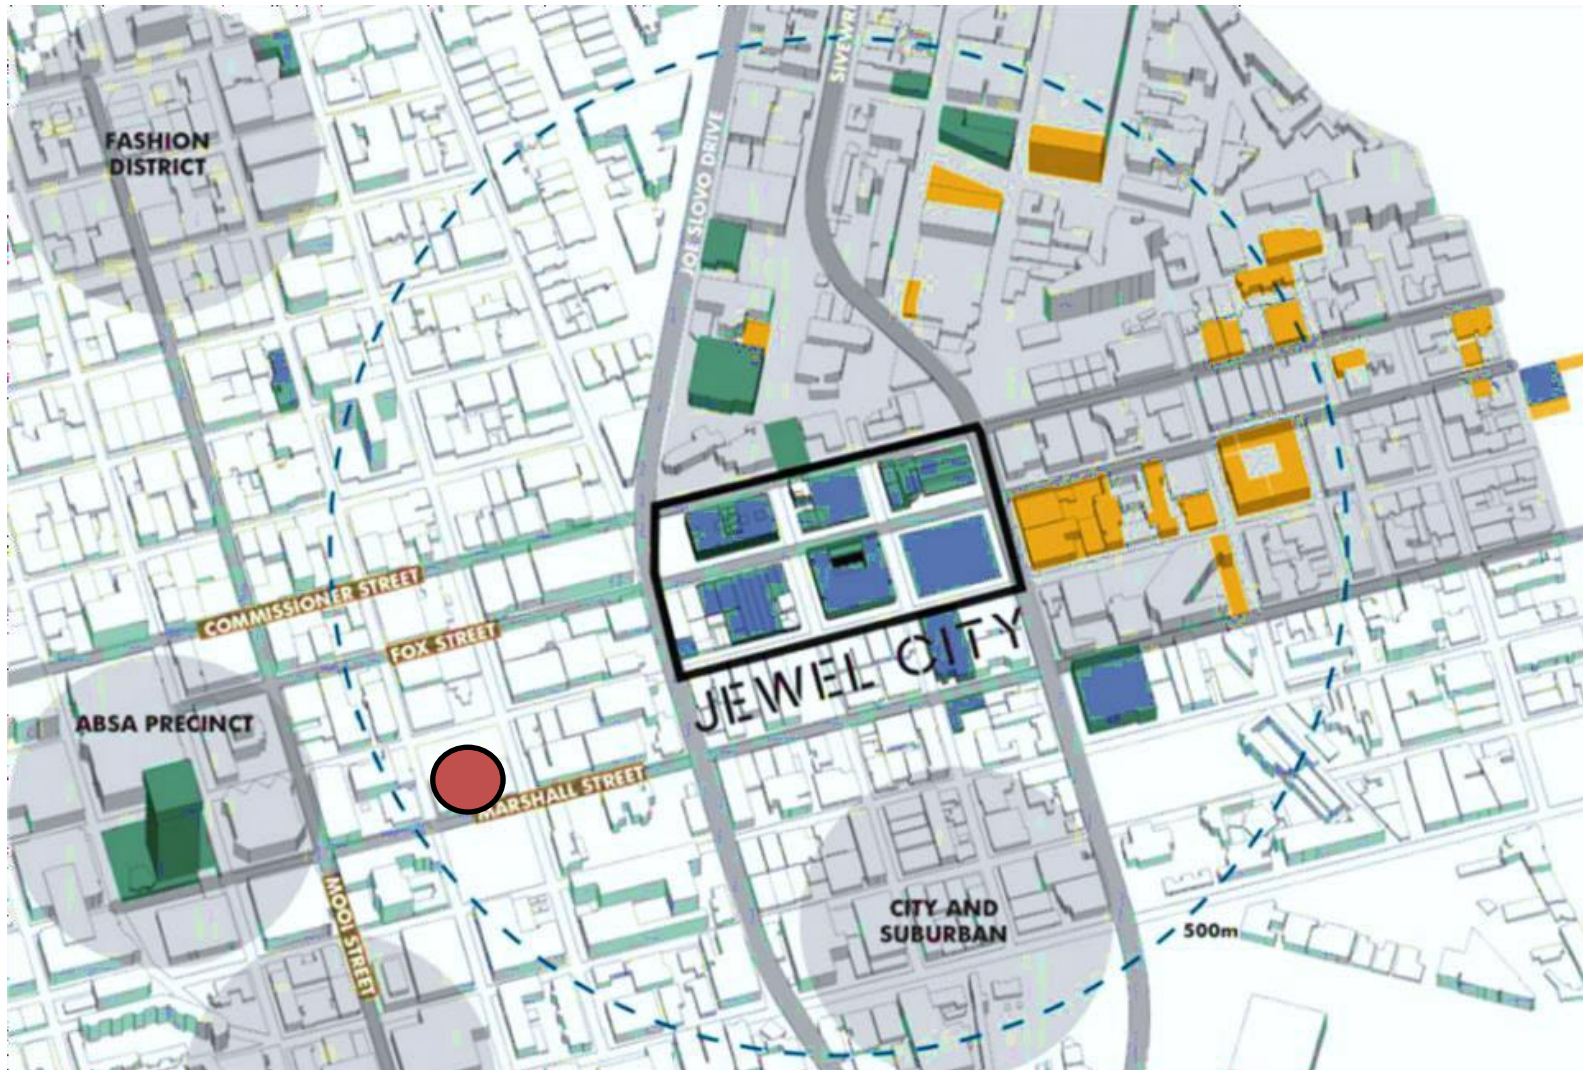 SIVEWRI
FASHION
DISTRICT
JOE SLOVO DRIVE
COMMISSIONER STREET
FOX STREET
JEWEL CITY
ABSA PRECINCT
MARSHALL STREET
MOOI STREET
CITY AND
SUBURBAN
500m